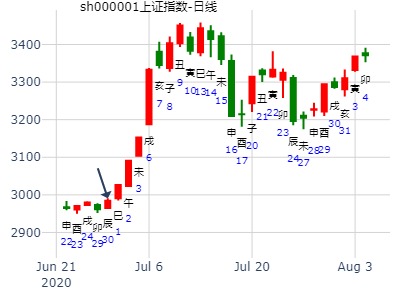 sh000001上证指数-日线
3400
3300
3200
3100
3000
2900
申
22
酉
23
戌
24
卯
29
辰
30
巳
1
午
2
未
3
戌
6
亥
7
子
8
丑
9
寅
10
巳
13
午
14
未
15
申
16
酉
17
子
20
丑
21
寅
22
卯
23
辰
24
未
27
申
28
酉
29
戌
30
亥
31
寅
3
卯
4
Jun 21
2020
Jul 6
Jul 20
Aug 3